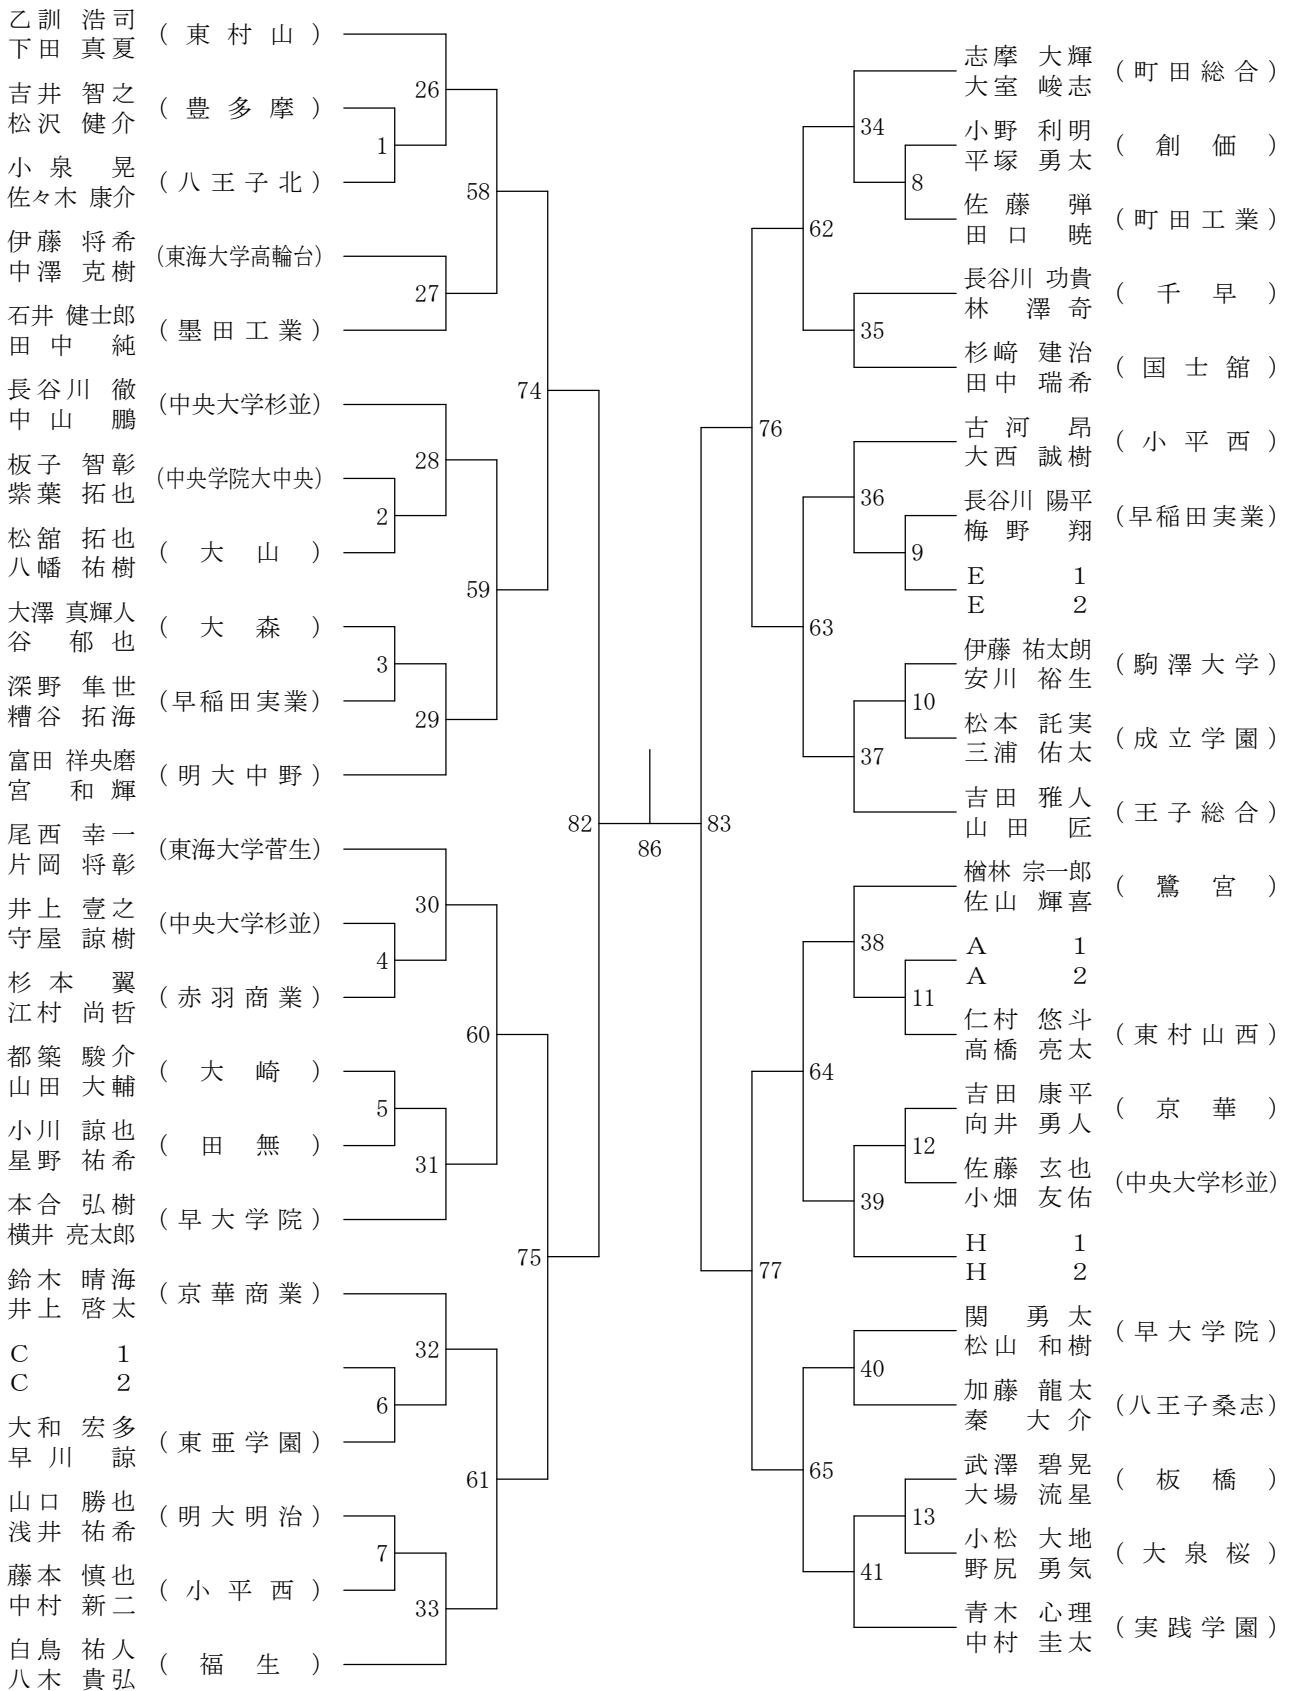 乙訓 浩司
下田 真夏
(東村山)
吉井 智之
松沢 健介
(豊多摩)
小泉 晃
佐々木 康介
(八王子北)
伊藤 将希
中澤 克樹
(東海大学高輪台)
石井 健士郎
田中 純
(墨田工業)
長谷川 徹
中山 鵬
(中央大学杉並)
板子 智彰
紫葉 拓也
(中央学院大中央)
松舘 拓也
八幡 祐樹
(大山)
大澤 真輝人
谷 郁也
(大森)
深野 隼世
糟谷 拓海
(早稲田実業)
富田 祥央磨
宮 和輝
(明大中野)
尾西 幸一
片岡 将彰
(東海大学菅生)
井上 壹之
守屋 諒樹
(中央大学杉並)
杉本 翼
江村 尚哲
(赤羽商業)
都築 駿介
山田 大輔
(大崎)
小川 諒也
星野 祐希
(田無)
本合 弘樹
横井 亮太郎
(早大学院)
鈴木 晴海
井上 啓太
(京華商業)
C 1
C 2
大和 宏多
早川 諒
(東亜学園)
山口 勝也
浅井 祐希
(明大明治)
藤本 慎也
中村 新二
(小平西)
白鳥 祐人
八木 貴弘
(福生)
1
2
3
4
5
6
7
26
27
28
29
30
31
32
33
58
59
60
61
74
75
82
86
83
76
77
62
63
64
65
34
35
36
37
38
39
40
41
8
9
10
11
12
13
志摩 大輝
大室 峻志
(町田総合)
小野 利明
平塚 勇太
(創価)
佐藤 弾
田口 暁
(町田工業)
長谷川 功貴
林 澤奇
(千早)
杉﨑 建治
田中 瑞希
(国士舘)
古河 昂
大西 誠樹
(小平西)
長谷川 陽平
梅野 翔
(早稲田実業)
E 1
E 2
伊藤 祐太朗
安川 裕生
(駒澤大学)
松本 託実
三浦 佑太
(成立学園)
吉田 雅人
山田 匠
(王子総合)
楢林 宗一郎
佐山 輝喜
(鷺宮)
A 1
A 2
仁村 悠斗
高橋 亮太
(東村山西)
吉田 康平
向井 勇人
(京華)
佐藤 玄也
小畑 友佑
(中央大学杉並)
H 1
H 2
関 勇太
松山 和樹
(早大学院)
加藤 龍太
秦 大介
(八王子桑志)
武澤 碧晃
大場 流星
(板橋)
小松 大地
野尻 勇気
(大泉桜)
青木 心理
中村 圭太
(実践学園)